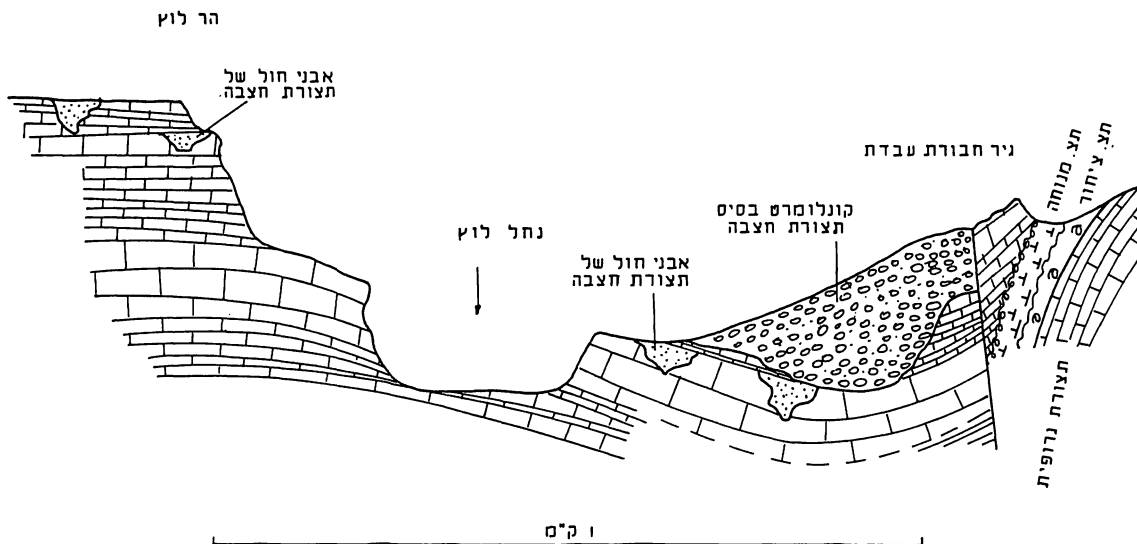 הר לוץ
אבני חול של
תצורת חצבה
גיר חבורת עבדת
תצ. מנוחה
תצ. ציחור
קונגלומרט בסיס
תצורת חצבה
נחל לוץ
אבני חול של
תצורת חצבה
תצורת נרופית
1 ק"מ